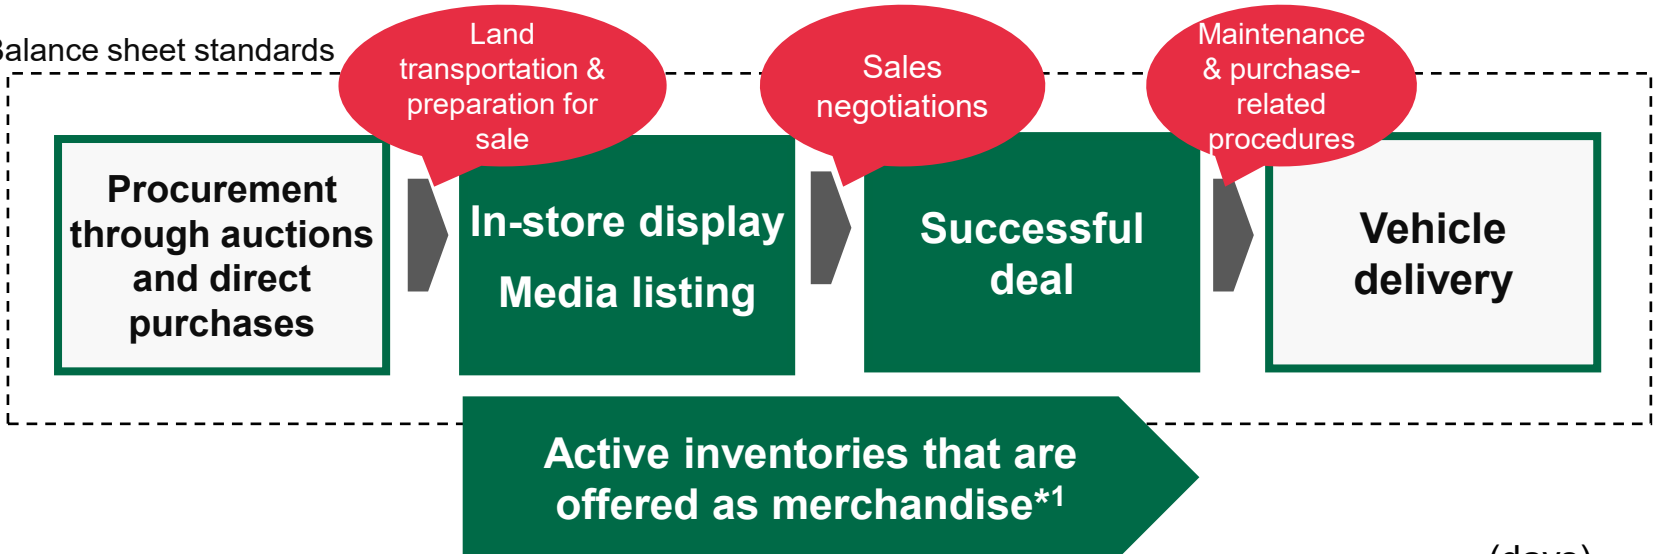 Balance sheet standards
Land
transportation &
preparation for
sale
Sales
negotiations
Maintenance
& purchase-
related
procedures
Procurement
through auctions
and direct
purchases
In-store display
Media listing
Successful
deal
Vehicle
delivery
Active inventories that are
offered as merchandise*1
(days)